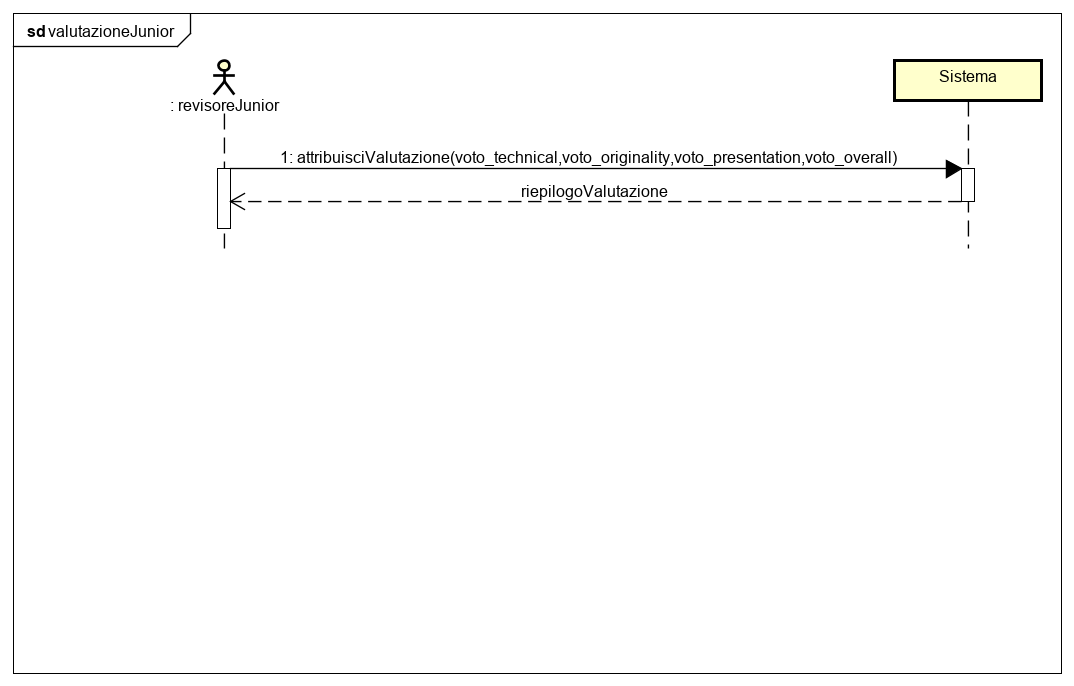 sd valutazioneJunior
: revisoreJunior
Sistema
1: attribuisciValutazione(voto_technical,voto_originality,voto_presentation,voto_overall)
riepilogoValutazione